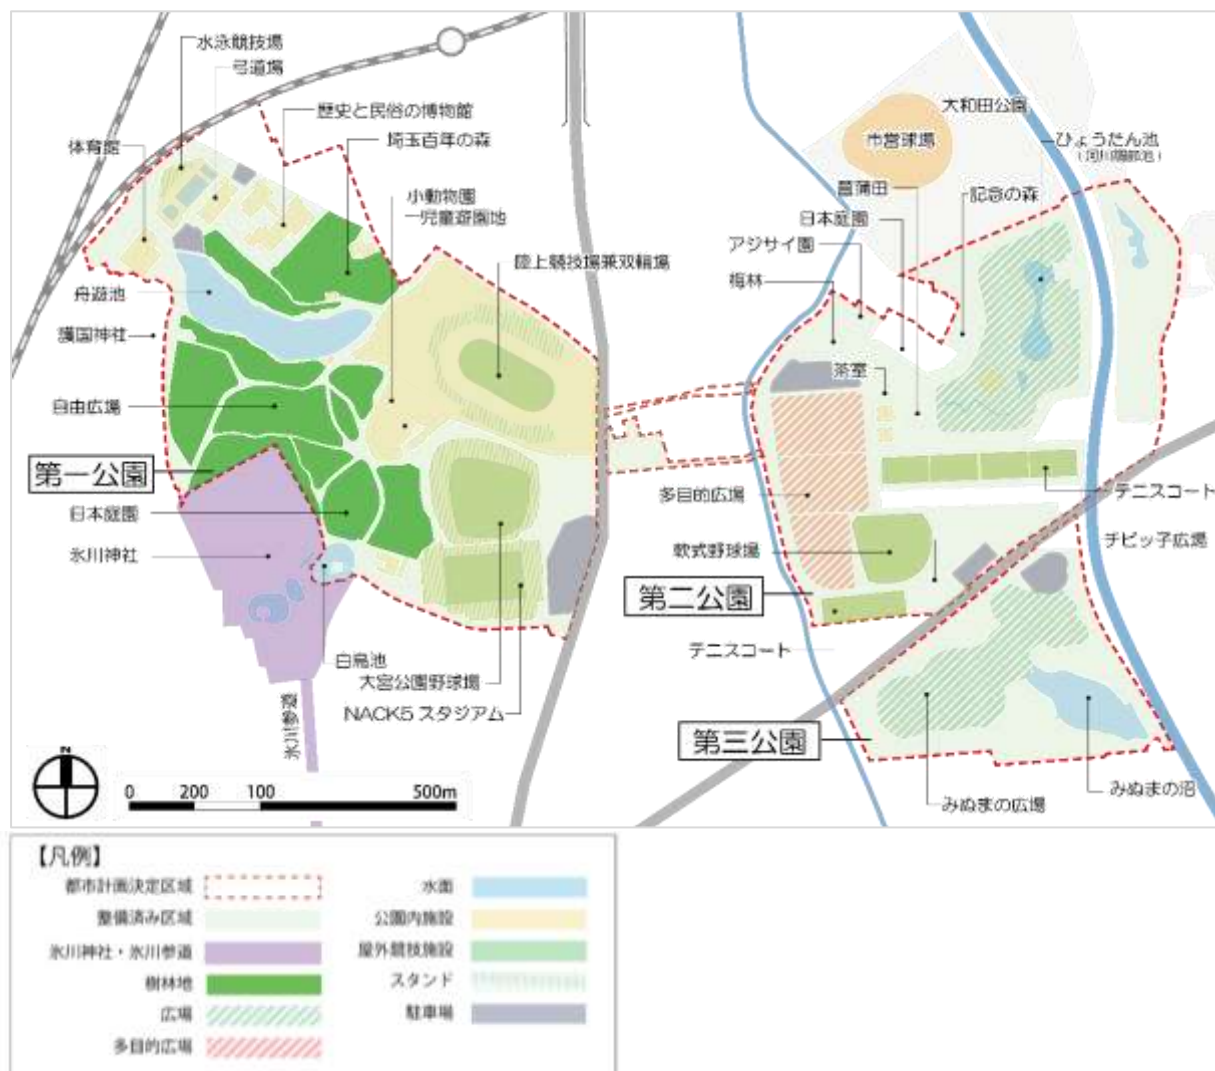 水泳競技場
弓道場
歴史と民俗の博物館
体育館
埼玉百年の森
小動物園
児童遊園地
陸上競技場兼双輪場
舟遊池
護国神社
自由広場
第一公園
日本庭園
氷川神社
白鳥池
大宮公園野球場
NACK5 スタジアム
氷川参道
大和田公園
市営球場
ひょうたん池
菖蒲田
記念の森
日本庭園
アジサイ園
梅林
茶室
多目的広場
テニスコート
軟式野球場
チビッ子広場
第二公園
テニスコート
第三公園
みぬまの広場
みぬまの沼
N
0 200 100 500m
【凡例】
都市計画決定区域
整備済み区域
氷川神社・氷川参道
樹林地
広場
多目的広場
水面
公園内施設
屋外競技施設
スタンド
駐車場